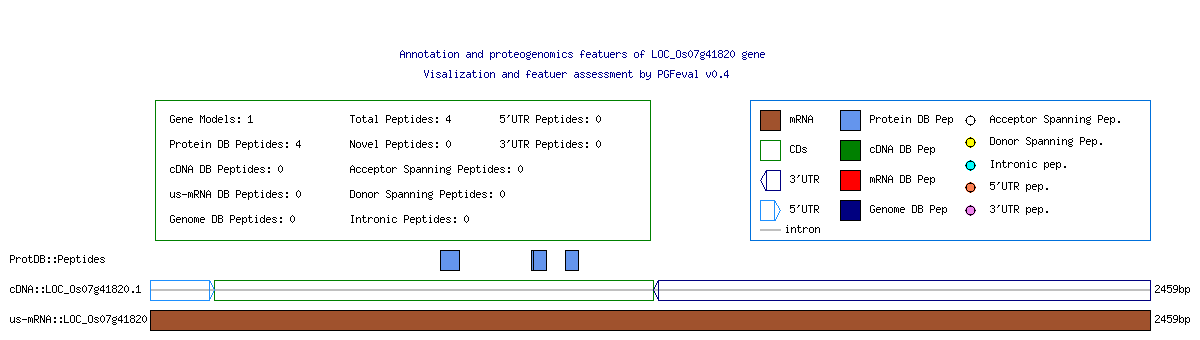 Annotation and proteogenomics featuers of LOC_Os07g41820 gene
Visalization and featuer assessment by PGFeval v0.4
Gene Models: 1 Total Peptides: 4 5'UTR Peptides: 0
Protein DB Peptides: 4 Novel Peptides: 0 3'UTR Peptides: 0
cDNA DB Peptides: 0 Acceptor Spanning Peptides: 0
us-mRNA DB Peptides: 0 Donor Spanning Peptides: 0
Genome DB Peptides: 0 Intronic Peptides: 0
mRNA Protein DB Pep Acceptor Spanning Pep.
CDs cDNA DB Pep Donor Spanning Pep.
3'UTR mRNA DB Pep Intronic pep.
5'UTR Genome DB Pep 5'UTR pep.
intron 3'UTR pep.
ProtDB::Peptides
cDNA::LOC_Os07g41820.1 2459bp
us-mRNA::LOC_Os07g41820 2459bp